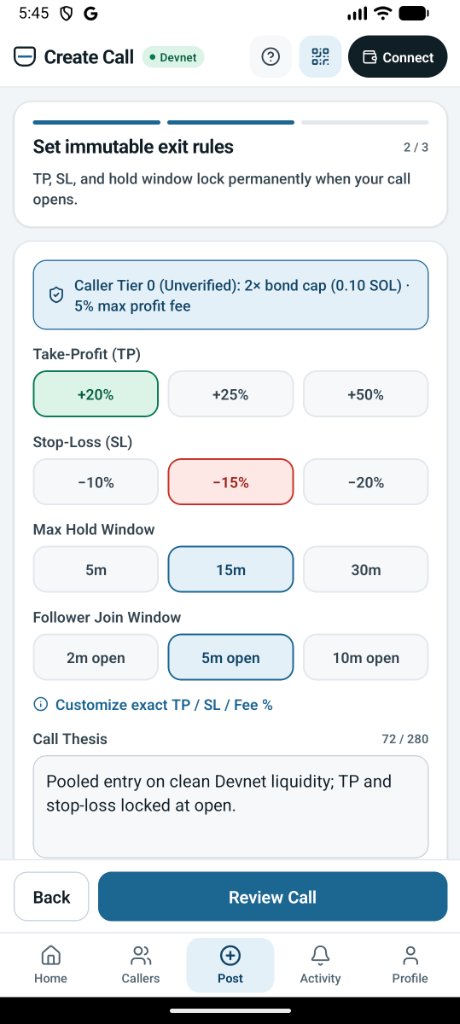 5:45
Create Call
Devnet
Connect
Set immutable exit rules
2 / 3
TP, SL, and hold window lock permanently when your call
opens.
Caller Tier 0 (Unverified): 2× bond cap (0.10 SOL) ·
5% max profit fee
Take-Profit (TP)
+20%
+25%
+50%
Stop-Loss (SL)
−10%
−15%
−20%
Max Hold Window
5m
15m
30m
Follower Join Window
2m open
5m open
10m open
Customize exact TP / SL / Fee %
Call Thesis
72 / 280
Pooled entry on clean Devnet liquidity; TP and
stop-loss locked at open.
Back
Review Call
Home
Callers
Post
Activity
Profile